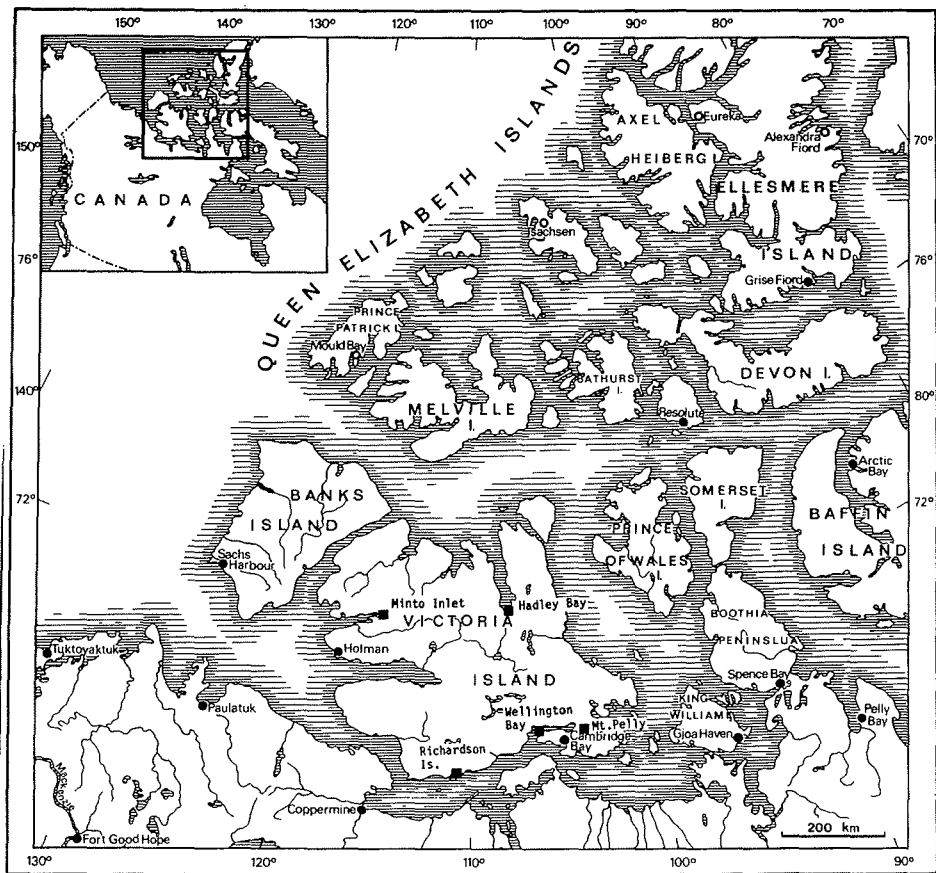 150° 140° 130° 120° 110° 100° 90° 80° 70°
CANADA
QUEEN ELIZABETH ISLANDS
AXEL
HEIBERG I.
Eureka
Alexandra
Fiord
ELLESMERE
ISLAND
Grise Fiord
Isachsen
PRINCE
PATRICK I.
Mould Bay
MELVILLE
I.
BATHURST
I.
DEVON I.
Resolute
150°
76°
140°
72°
70°
76°
80°
72°
Arctic
Bay
BAFFIN
ISLAND
SOMERSET
I.
PRINCE
OF WALES
I.
BANKS
ISLAND
Sachs
Harbour
Minto Inlet
Hadley Bay
VICTORIA
ISLAND
Holman
BOOTHIA
PENINSLUA
Spence Bay
Tuktoyaktuk
Paulatuk
Wellington
Bay
Mt.Pelly
Cambridge
Bay
KING
WILLIAM
Gjoa Haven
Pelly
Bay
Richardson
Is.
Coppermine
Fort Good Hope
200 km
130° 120° 110° 100° 90°